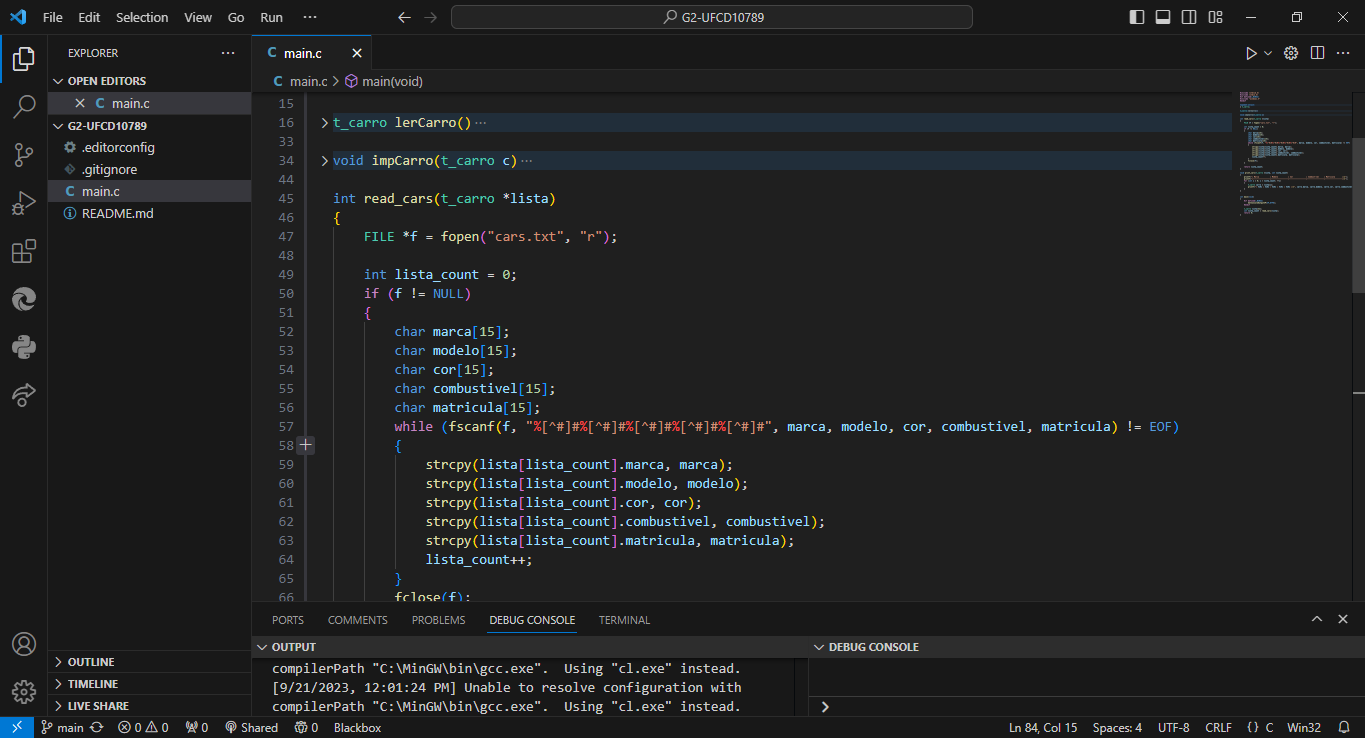 File Edit Selection View Go Run ··· G2-UFCD10789
EXPLORER ···
OPEN EDITORS
C main.c
G2-UFCD10789
.editorconfig
.gitignore
C main.c
README.md
OUTLINE
TIMELINE
LIVE SHARE
C main.c
C main.c > main(void)
15
16 t_carro lerCarro() ···
33
34 void impCarro(t_carro c) ···
44
45 int read_cars(t_carro *lista)
46 {
47 FILE *f = fopen("cars.txt", "r");
48
49 int lista_count = 0;
50 if (f != NULL)
51 {
52 char marca[15];
53 char modelo[15];
54 char cor[15];
55 char combustivel[15];
56 char matricula[15];
57 while (fscanf(f, "%[^#]#%[^#]#%[^#]#%[^#]#%[^#]#", marca, modelo, cor, combustivel, matricula) != EOF)
58 {
59 strcpy(lista[lista_count].marca, marca);
60 strcpy(lista[lista_count].modelo, modelo);
61 strcpy(lista[lista_count].cor, cor);
62 strcpy(lista[lista_count].combustivel, combustivel);
63 strcpy(lista[lista_count].matricula, matricula);
64 lista_count++;
65 }
66 fclose(f);
PORTS COMMENTS PROBLEMS DEBUG CONSOLE TERMINAL
OUTPUT
compilerPath "C:\MinGW\bin\gcc.exe".  Using "cl.exe" instead.
[9/21/2023, 12:01:24 PM] Unable to resolve configuration with
compilerPath "C:\MinGW\bin\gcc.exe".  Using "cl.exe" instead.
DEBUG CONSOLE
main 0 0 0 Shared 0 Blackbox Ln 84, Col 15 Spaces: 4 UTF-8 CRLF {} C Win32